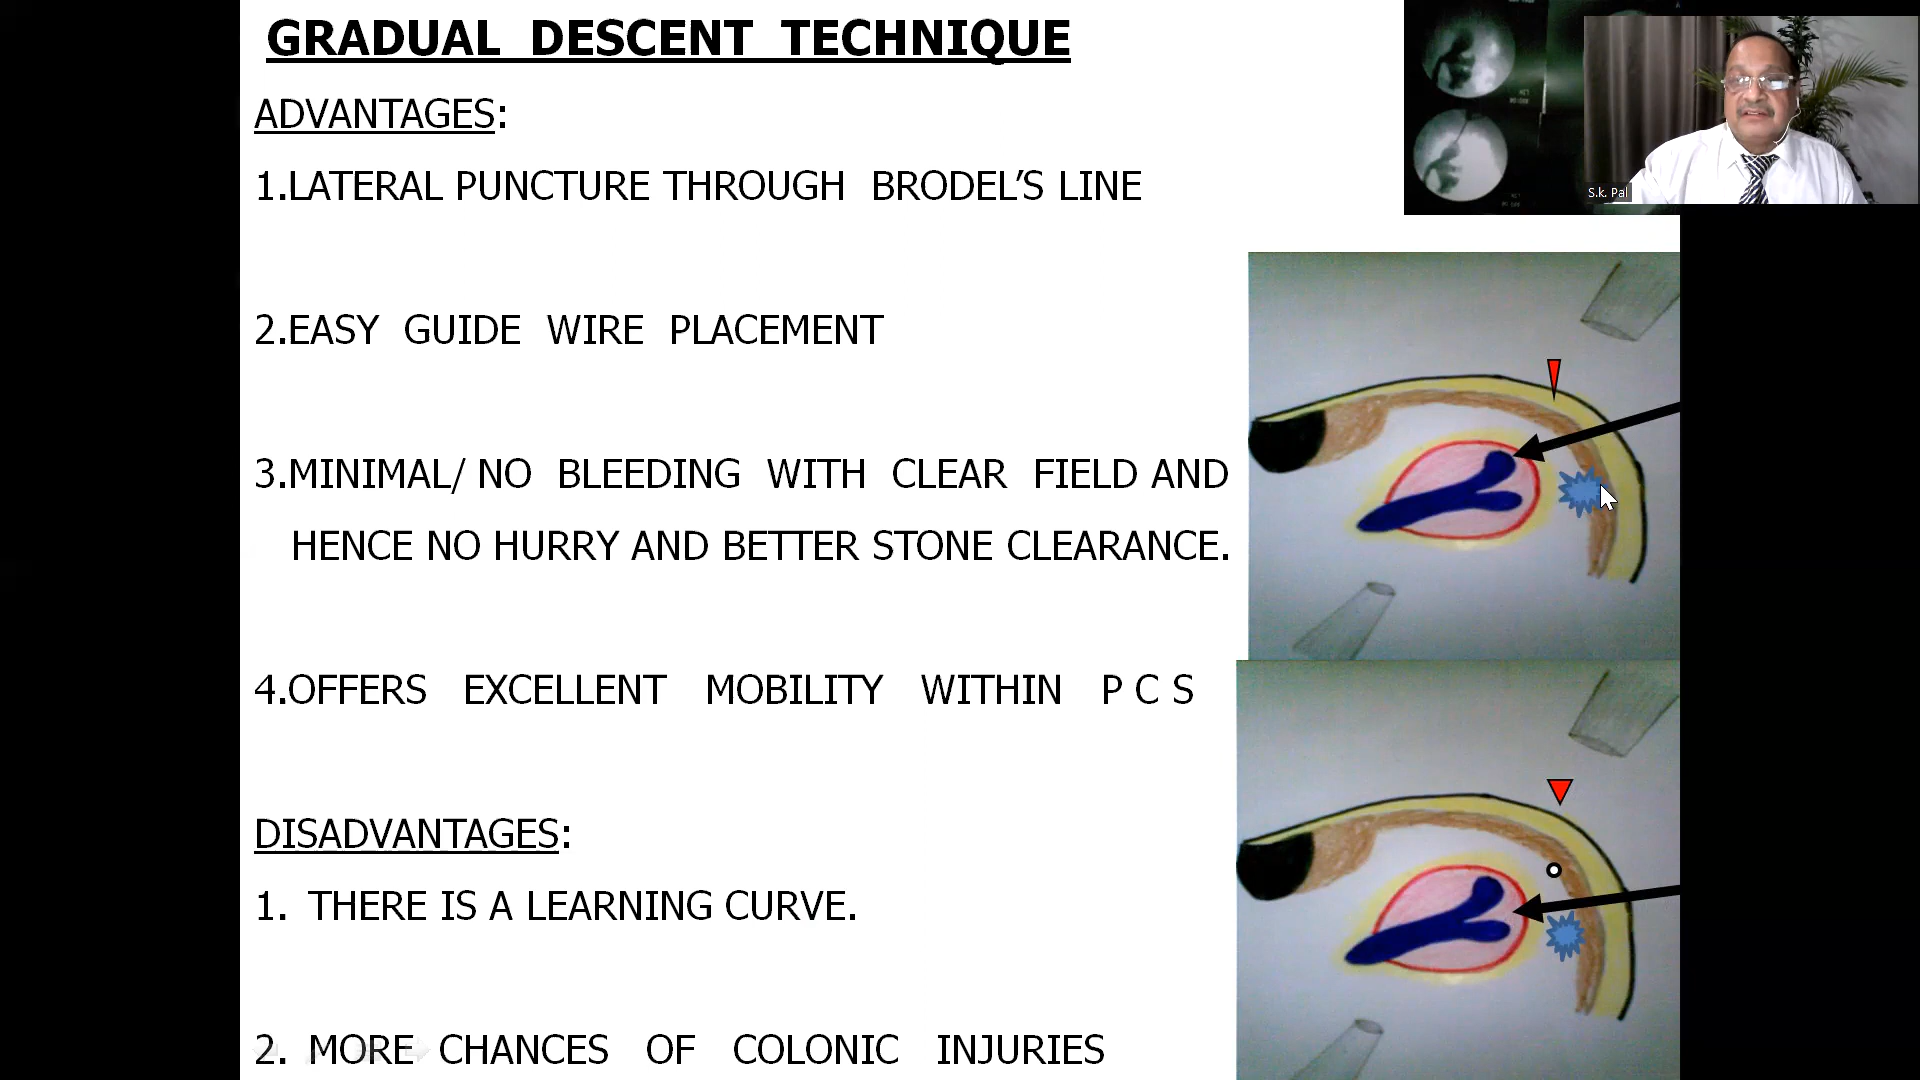 GRADUAL DESCENT TECHNIQUE
ADVANTAGES:
1.LATERAL PUNCTURE THROUGH BRODEL’S LINE
2.EASY GUIDE WIRE PLACEMENT
3.MINIMAL/ NO BLEEDING WITH CLEAR FIELD AND
HENCE NO HURRY AND BETTER STONE CLEARANCE.
4.OFFERS EXCELLENT MOBILITY WITHIN P C S
DISADVANTAGES:
1. THERE IS A LEARNING CURVE.
2. MORE CHANCES OF COLONIC INJURIES
S.k. Pal